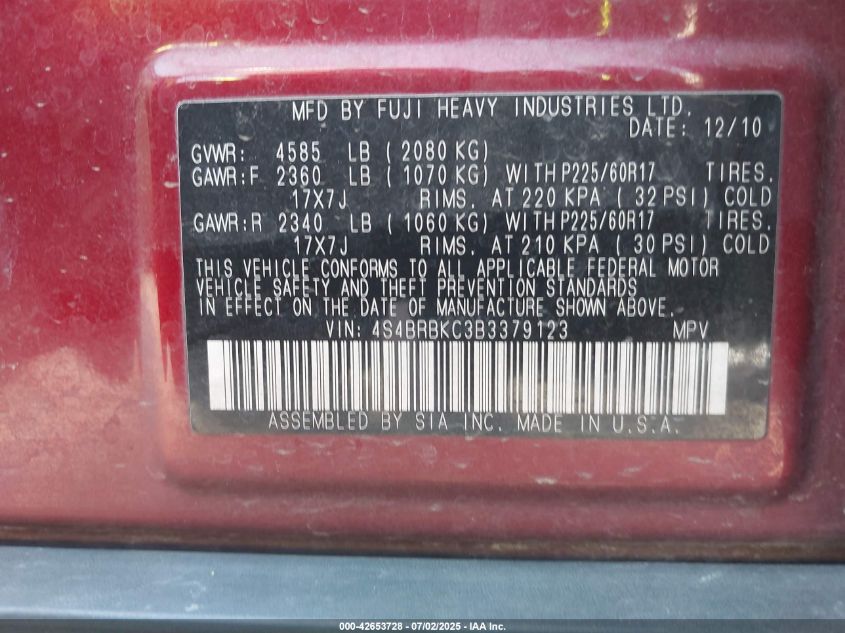 MFD BY FUJI HEAVY INDUSTRIES LTD.
DATE: 12/10
GVWR: 4585 LB ( 2080 KG)
GAWR:F 2360 LB ( 1070 KG) WITH P225/60R17 TIRES.
17X7J RIMS. AT 220 KPA ( 32 PSI) COLD
GAWR:R 2340 LB ( 1060 KG) WITH P225/60R17 TIRES.
17X7J RIMS. AT 210 KPA ( 30 PSI) COLD
THIS VEHICLE CONFORMS TO ALL APPLICABLE FEDERAL MOTOR
VEHICLE SAFETY AND THEFT PREVENTION STANDARDS
IN EFFECT ON THE DATE OF MANUFACTURE SHOWN ABOVE.
VIN: 4S4BRBKC3B3379123 MPV
ASSEMBLED BY SIA INC. MADE IN U.S.A.
000-42653728 - 07/02/2025 - IAA Inc.